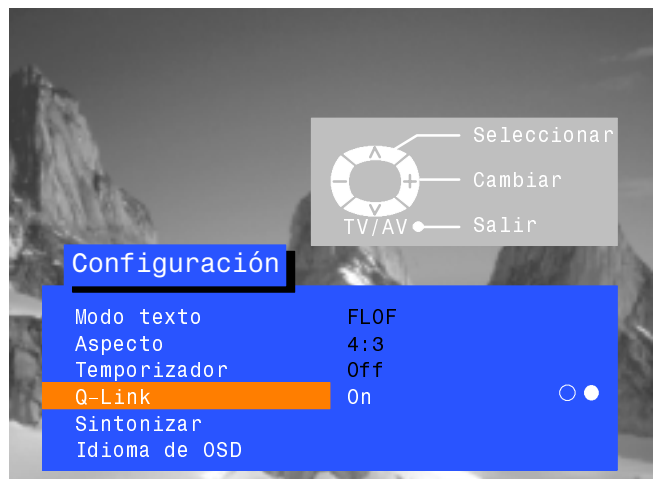 Seleccionar
Cambiar
TV/AV Salir
Configuración
Modo texto FLOF
Aspecto 4:3
Temporizador Off
Q-Link On
Sintonizar
Idioma de OSD